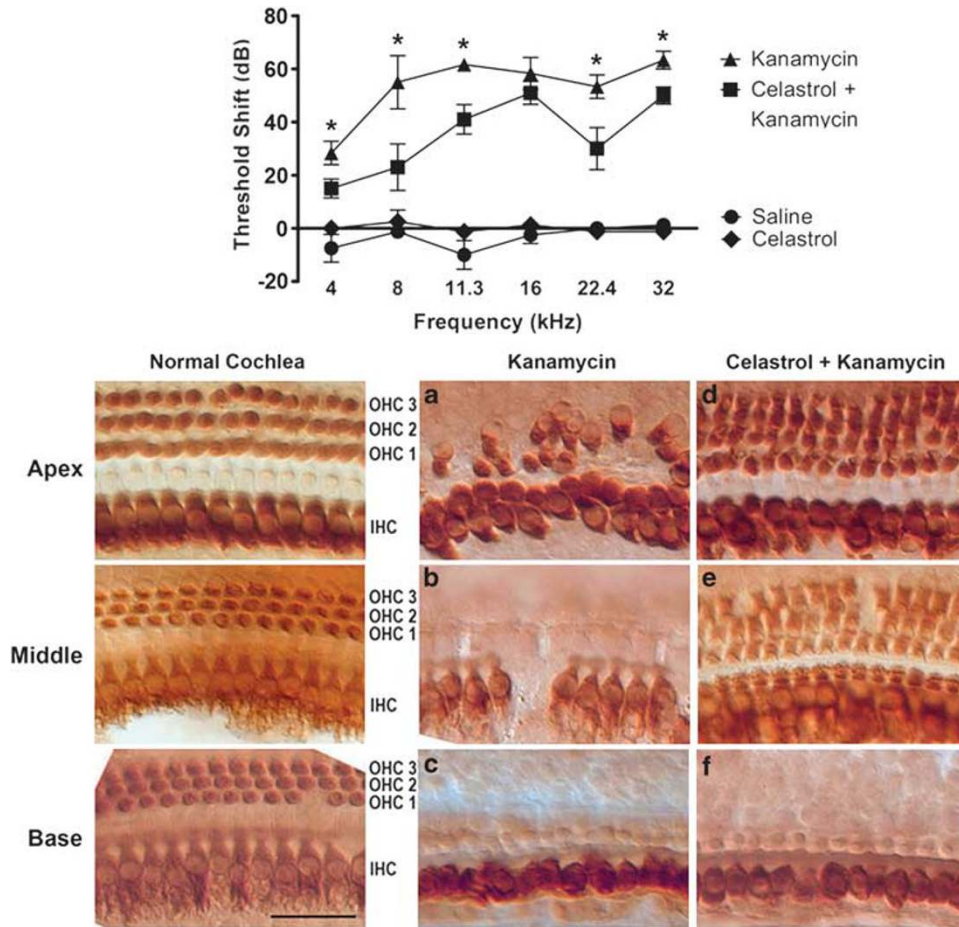 80
60
40
20
0
-20
Threshold Shift (dB)
* * * * *
4 8 11.3 16 22.4 32
Frequency (kHz)
Kanamycin
Celastrol +
Kanamycin
Saline
Celastrol
Normal Cochlea Kanamycin Celastrol + Kanamycin
Apex
OHC 3
OHC 2
OHC 1
IHC
a
d
Middle
OHC 3
OHC 2
OHC 1
IHC
b
e
Base
OHC 3
OHC 2
OHC 1
IHC
c
f